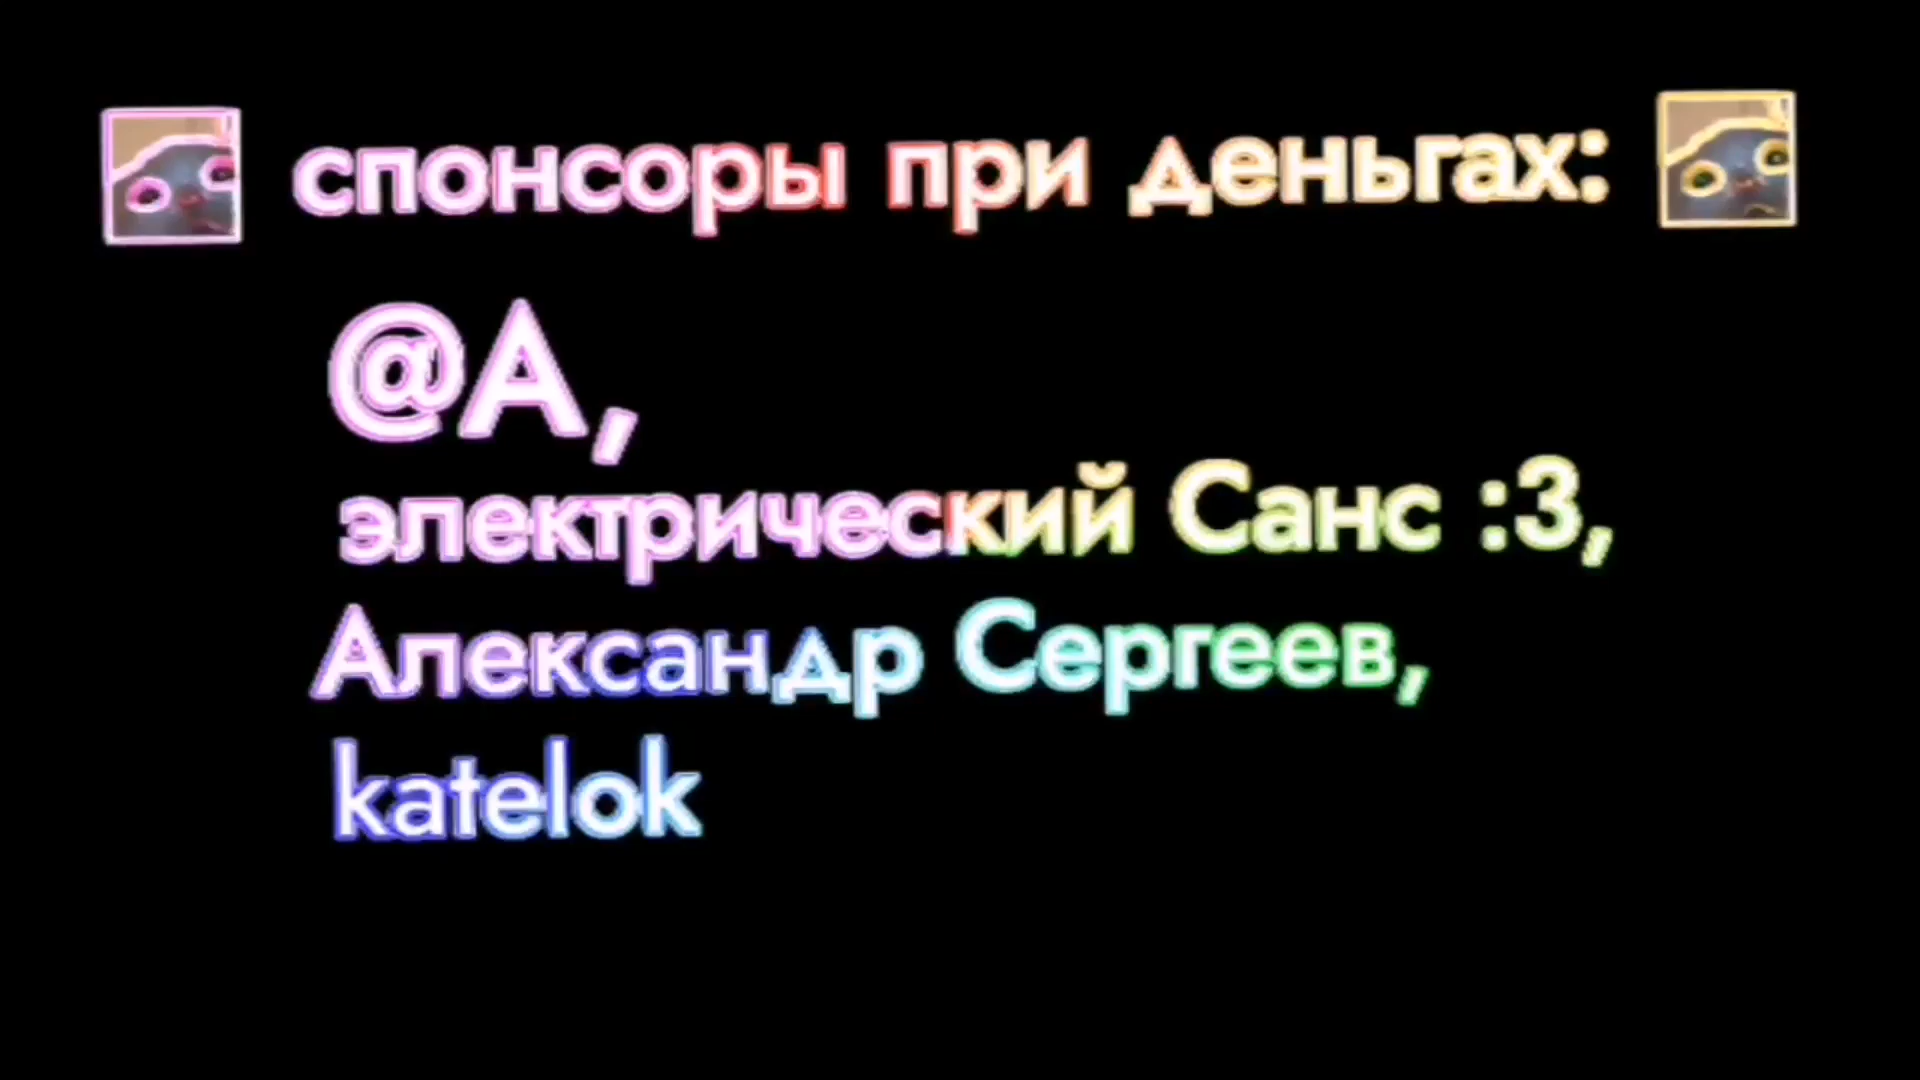 спонсоры при деньгах:
@A,
электрический Санс :3,
Александр Сергеев,
katelok